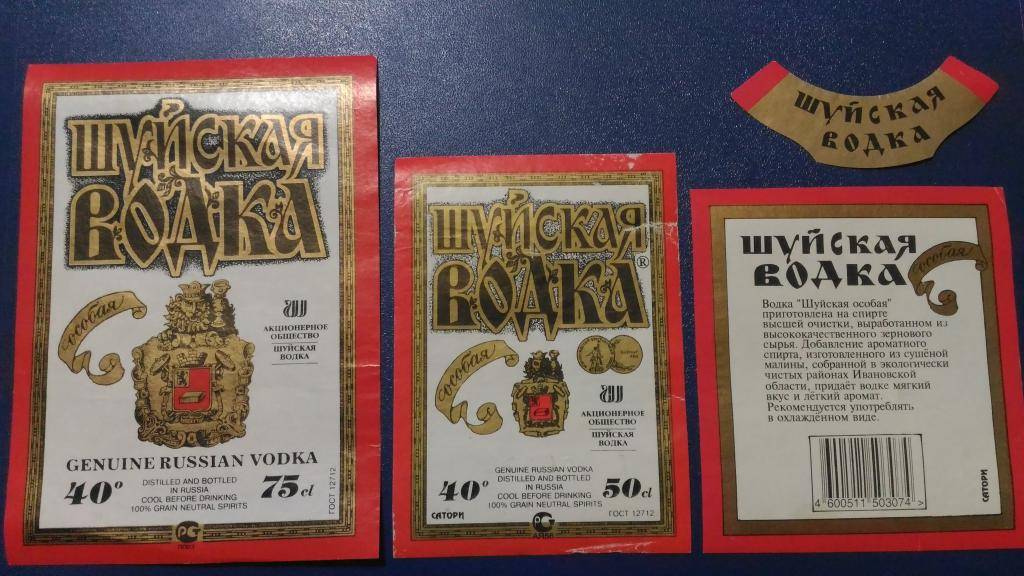 ШУЙСКАЯ
ВОДКА
особая
АКЦИОНЕРНОЕ
ОБЩЕСТВО
ШУЙСКАЯ
ВОДКА
GENUINE RUSSIAN VODKA
40° 75cl
DISTILLED AND BOTTLED
IN RUSSIA
COOL BEFORE DRINKING
100% GRAIN NEUTRAL SPIRITS
ГОСТ 12712
ШУЙСКАЯ
ВОДКА®
особая
АКЦИОНЕРНОЕ
ОБЩЕСТВО
ШУЙСКАЯ
ВОДКА
GENUINE RUSSIAN VODKA
DISTILLED AND BOTTLED
IN RUSSIA
COOL BEFORE DRINKING
100% GRAIN NEUTRAL SPIRITS
40° 50cl
САТОРИ
ГОСТ 12712
ШУЙСКАЯ
ВОДКА
ШУЙСКАЯ
ВОДКА
особая
Водка "Шуйская особая"
приготовлена на спирте
высшей очистки, выработанном из
высококачественного зернового
сырья. Добавление ароматного
спирта, изготовленного из сушёной
малины, собранной в экологически
чистых районах Ивановской
области, придаёт водке мягкий
вкус и лёгкий аромат.
Рекомендуется употреблять
в охлаждённом виде.
4 600511 503074 >
САТОРИ